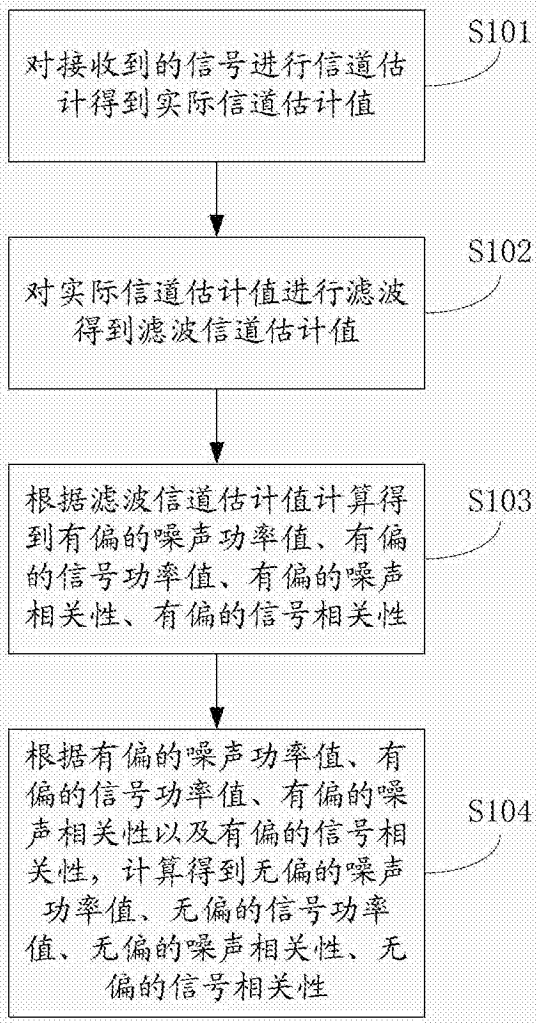 S101
对接收到的信号进行信道估
计得到实际信道估计值
S102
对实际信道估计值进行滤波
得到滤波信道估计值
S103
根据滤波信道估计值计算得
到有偏的噪声功率值、有偏
的信号功率值、有偏的噪声
相关性、有偏的信号相关性
S104
根据有偏的噪声功率值、有
偏的信号功率值、有偏的噪
声相关性以及有偏的信号相
关性，计算得到无偏的噪声
功率值、无偏的信号功率
值、无偏的噪声相关性、无
偏的信号相关性